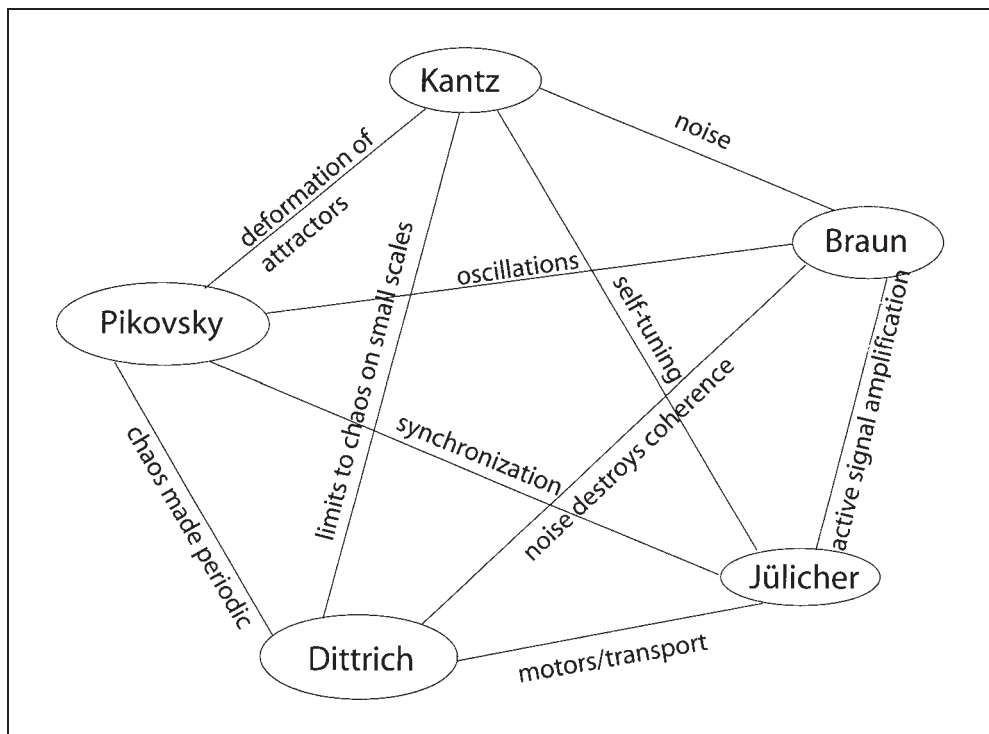 Kantz
noise
deformation of
attractors
Braun
oscillations
limits to chaos on small scales
self-tuning
Pikovsky
active signal amplification
synchronization
noise destroys coherence
chaos made periodic
Jülicher
Dittrich
motors/transport